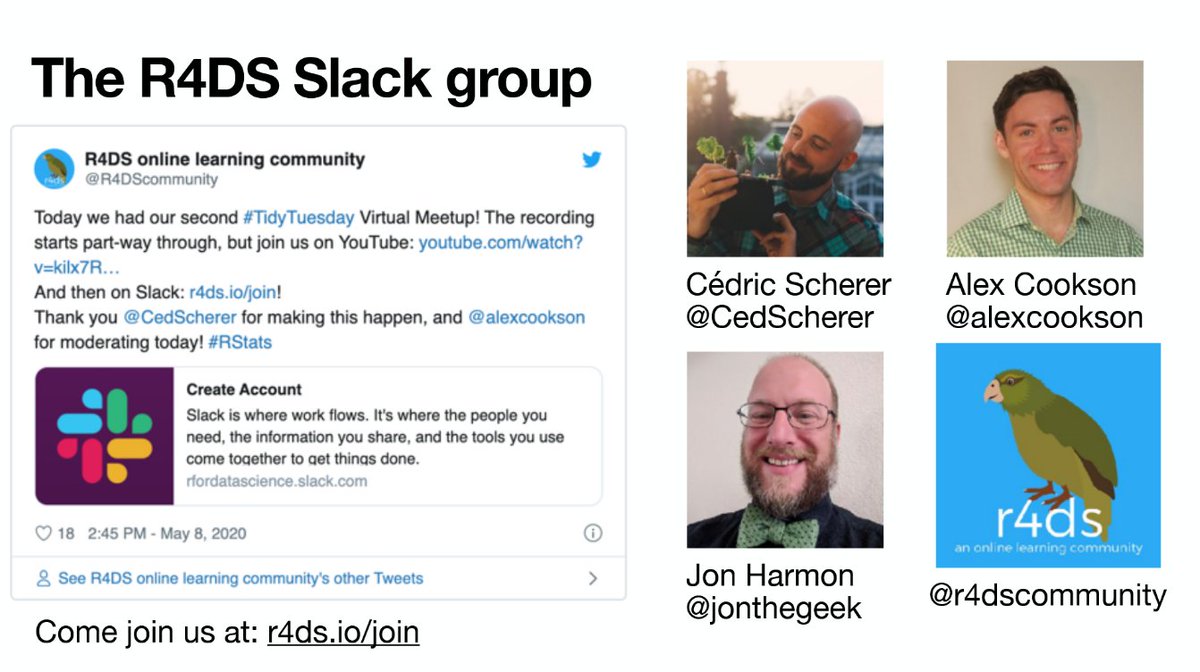 The R4DS Slack group
R4DS online learning community
@R4DScommunity
Today we had our second #TidyTuesday Virtual Meetup! The recording
starts part-way through, but join us on YouTube: youtube.com/watch?
v=kilx7R…
And then on Slack: r4ds.io/join!
Thank you @CedScherer for making this happen, and @alexcookson
for moderating today! #RStats
Create Account
Slack is where work flows. It's where the people you
need, the information you share, and the tools you use
come together to get things done.
rfordatascience.slack.com
18 2:45 PM - May 8, 2020
See R4DS online learning community's other Tweets
Come join us at: r4ds.io/join
Cédric Scherer
@CedScherer
Alex Cookson
@alexcookson
Jon Harmon
@jonthegeek
r4ds
an online learning community
@r4dscommunity